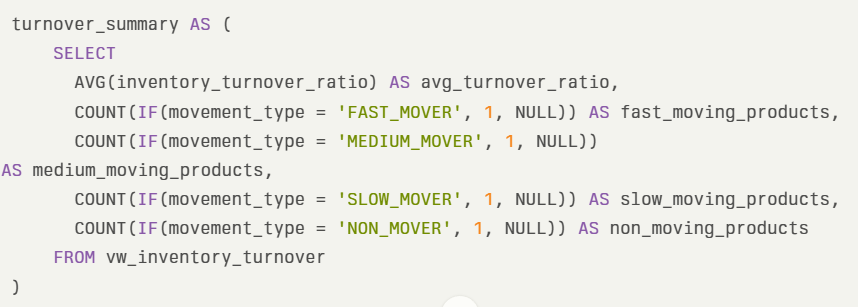 turnover_summary AS (
SELECT
AVG(inventory_turnover_ratio) AS avg_turnover_ratio,
COUNT(IF(movement_type = 'FAST_MOVER', 1, NULL)) AS fast_moving_products,
COUNT(IF(movement_type = 'MEDIUM_MOVER', 1, NULL))
AS medium_moving_products,
COUNT(IF(movement_type = 'SLOW_MOVER', 1, NULL)) AS slow_moving_products,
COUNT(IF(movement_type = 'NON_MOVER', 1, NULL)) AS non_moving_products
FROM vw_inventory_turnover
)